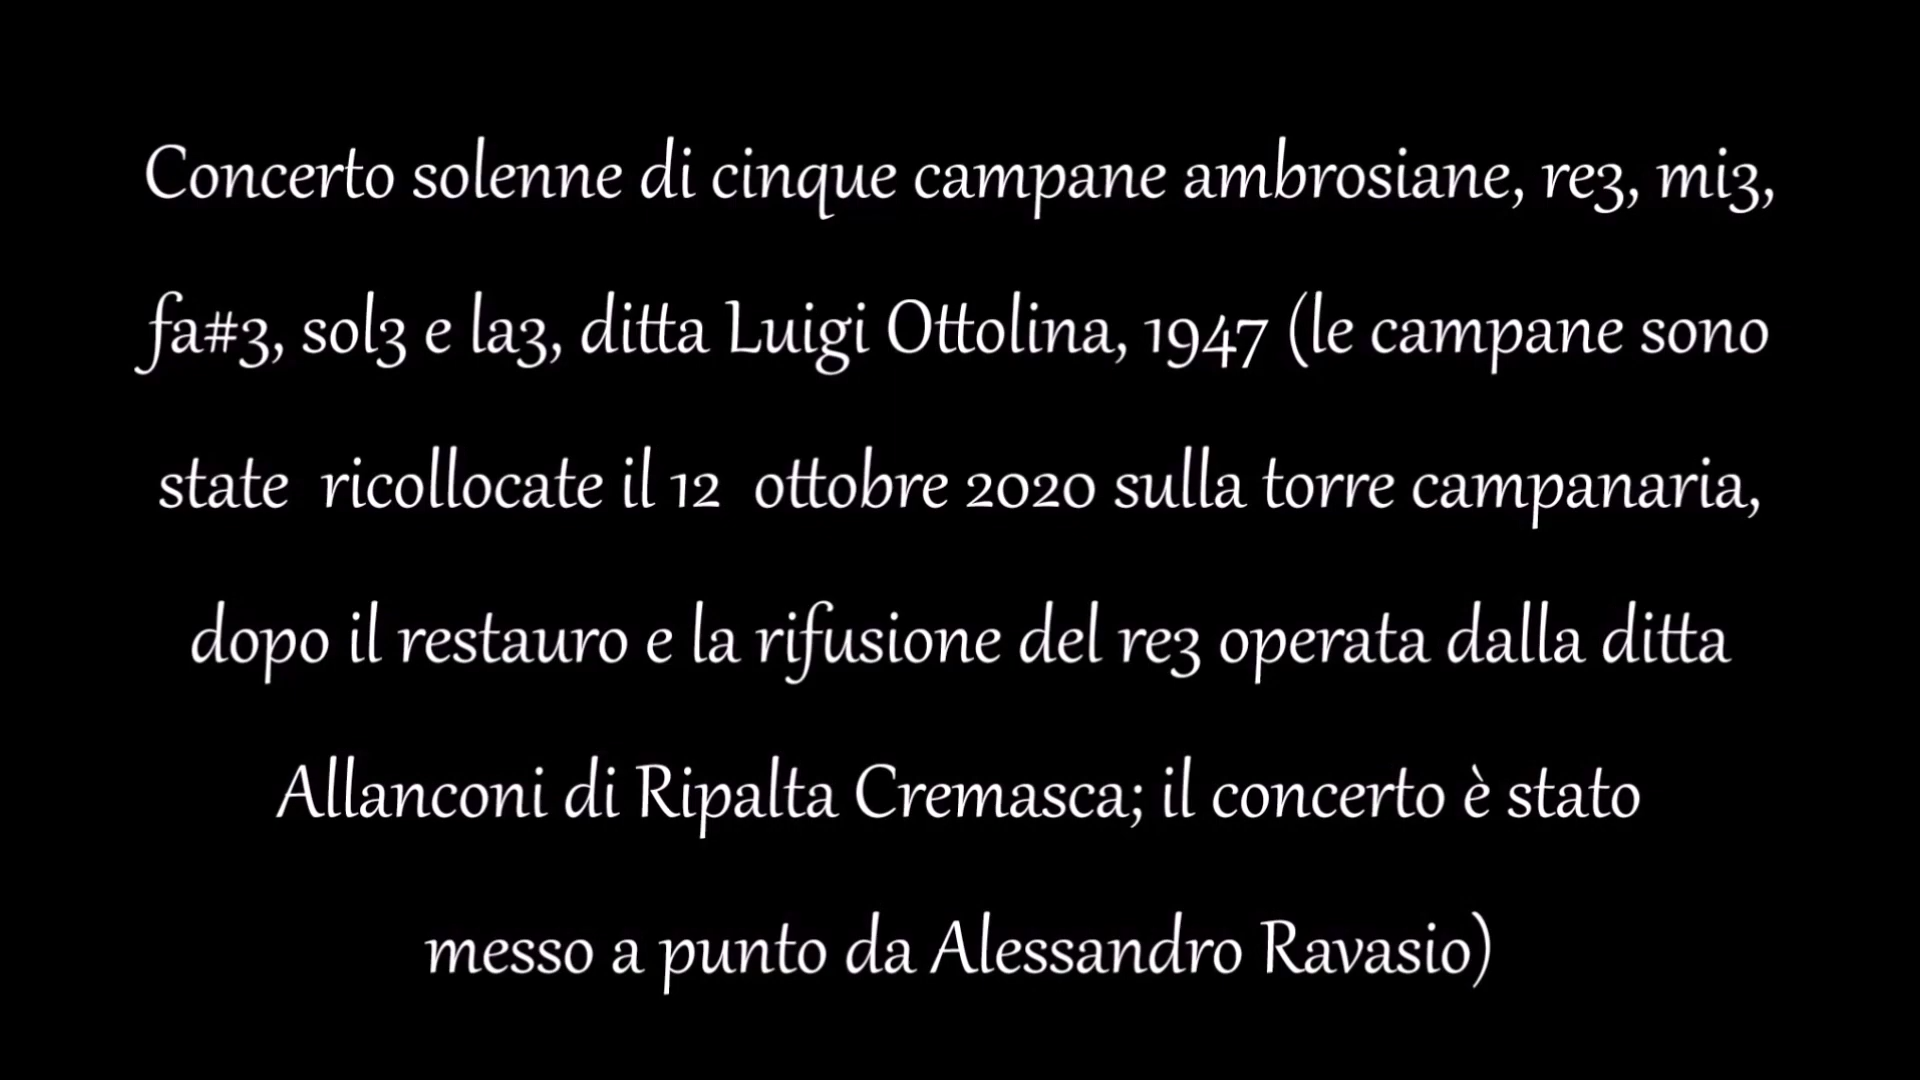 Concerto solenne di cinque campane ambrosiane, re3, mi3,
fa#3, sol3 e la3, ditta Luigi Ottolina, 1947 (le campane sono
state  ricollocate il 12  ottobre 2020 sulla torre campanaria,
dopo il restauro e la rifusione del re3 operata dalla ditta
Allanconi di Ripalta Cremasca; il concerto è stato
messo a punto da Alessandro Ravasio)